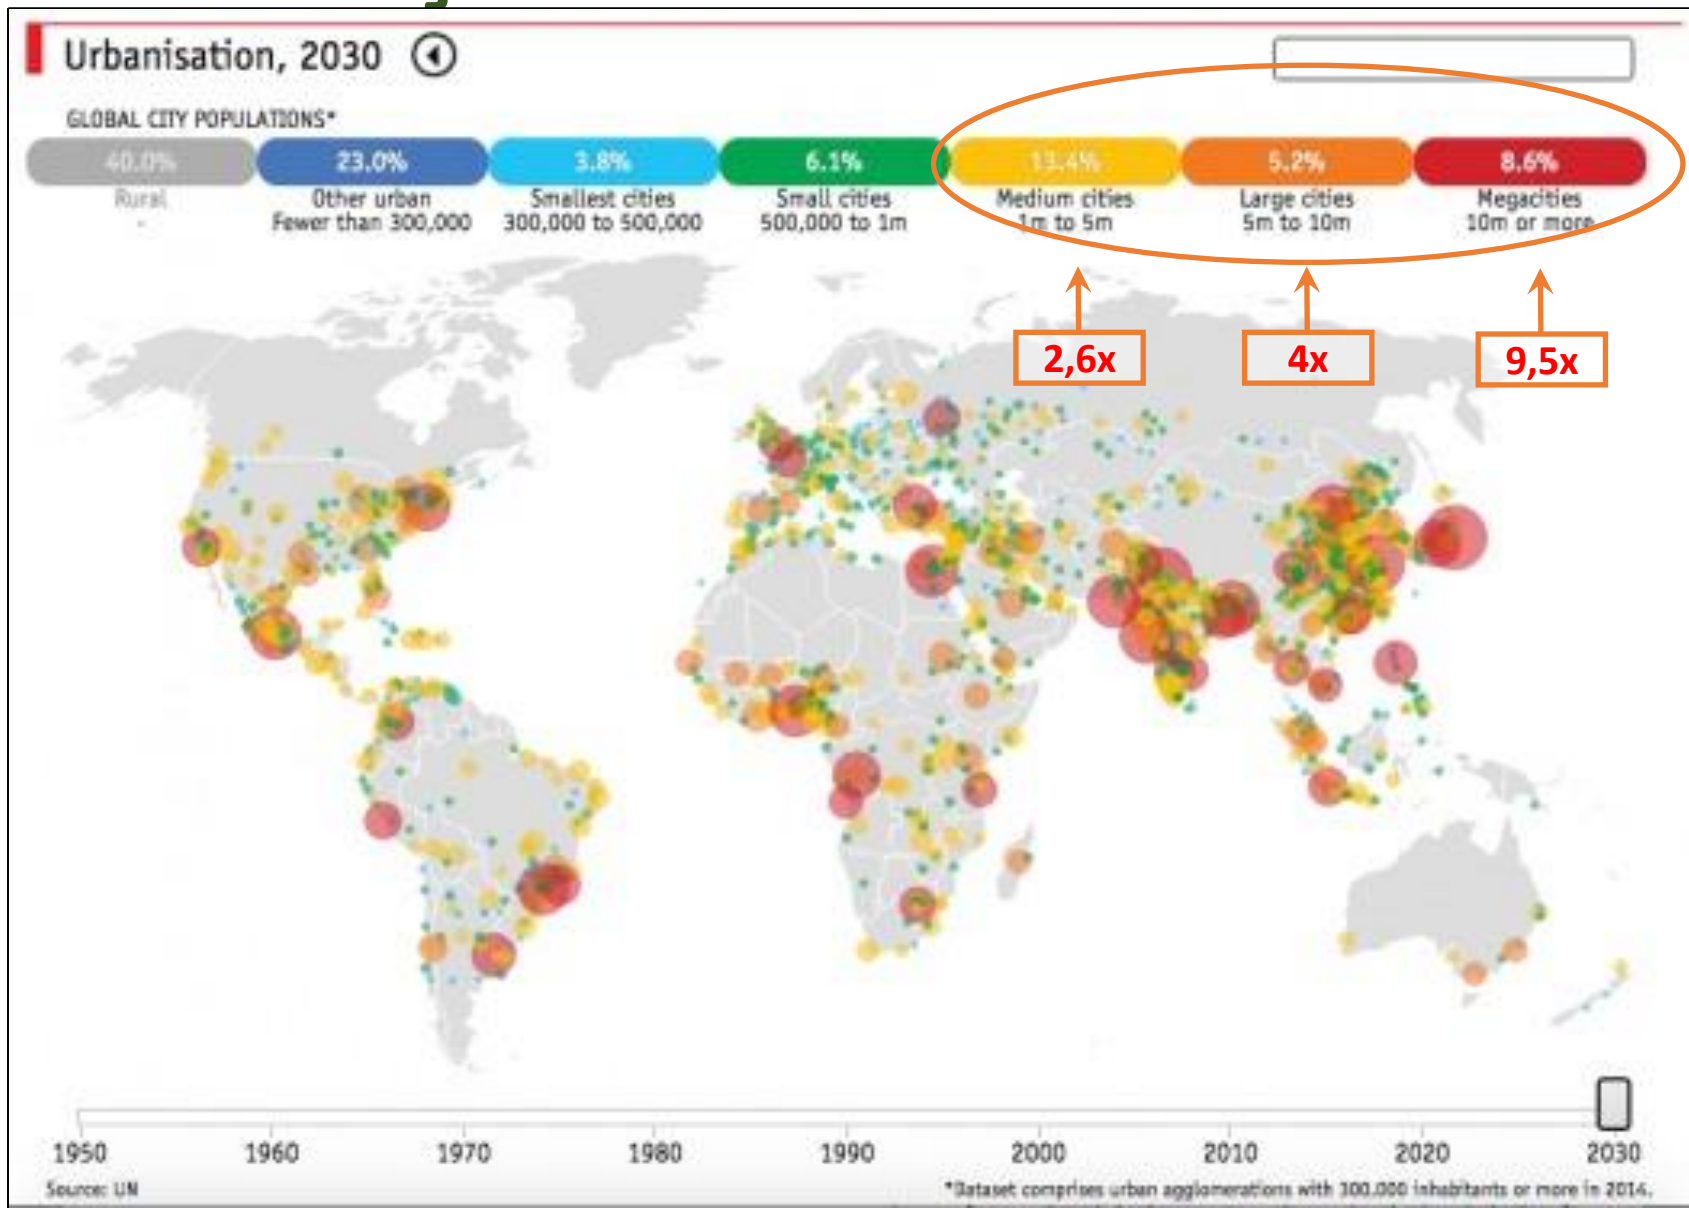 Urbanisation, 2030
GLOBAL CITY POPULATIONS*
40.0%
23.0%
3.8%
6.1%
13.4%
5.2%
8.6%
Rural
-
Other urban
Fewer than 300,000
Smallest cities
300,000 to 500,000
Small cities
500,000 to 1m
Medium cities
1m to 5m
Large cities
5m to 10m
Megacities
10m or more
2,6x
4x
9,5x
1950
1960
1970
1980
1990
2000
2010
2020
2030
Source: UN
*Dataset comprises urban agglomerations with 300,000 inhabitants or more in 2014.